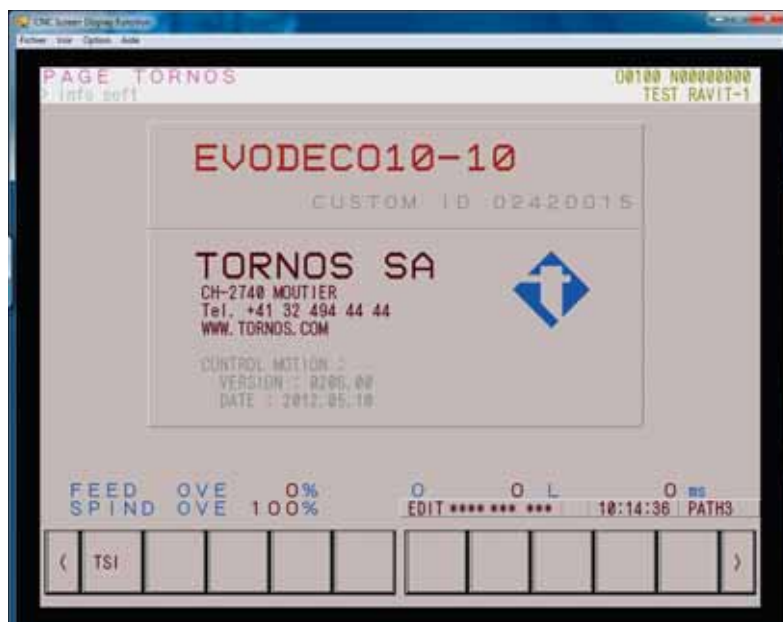 CNC Screen Display Function
Fichier Voir Options Aide
PAGE TORNOS O0100 N00000000
> info soft TEST RAVIT-1
EVODECO10-10
CUSTOM ID 02420015
TORNOS SA
CH-2740 MOUTIER
Tel. +41 32 494 44 44
WWW.TORNOS.COM
CONTROL MOTION :
VERSION : 0206.00
DATE : 2012.05.10
FEED OVE 0% O 0 L 0 ms
SPIND OVE 100% EDIT **** *** *** 10:14:36 PATH3
< TSI >